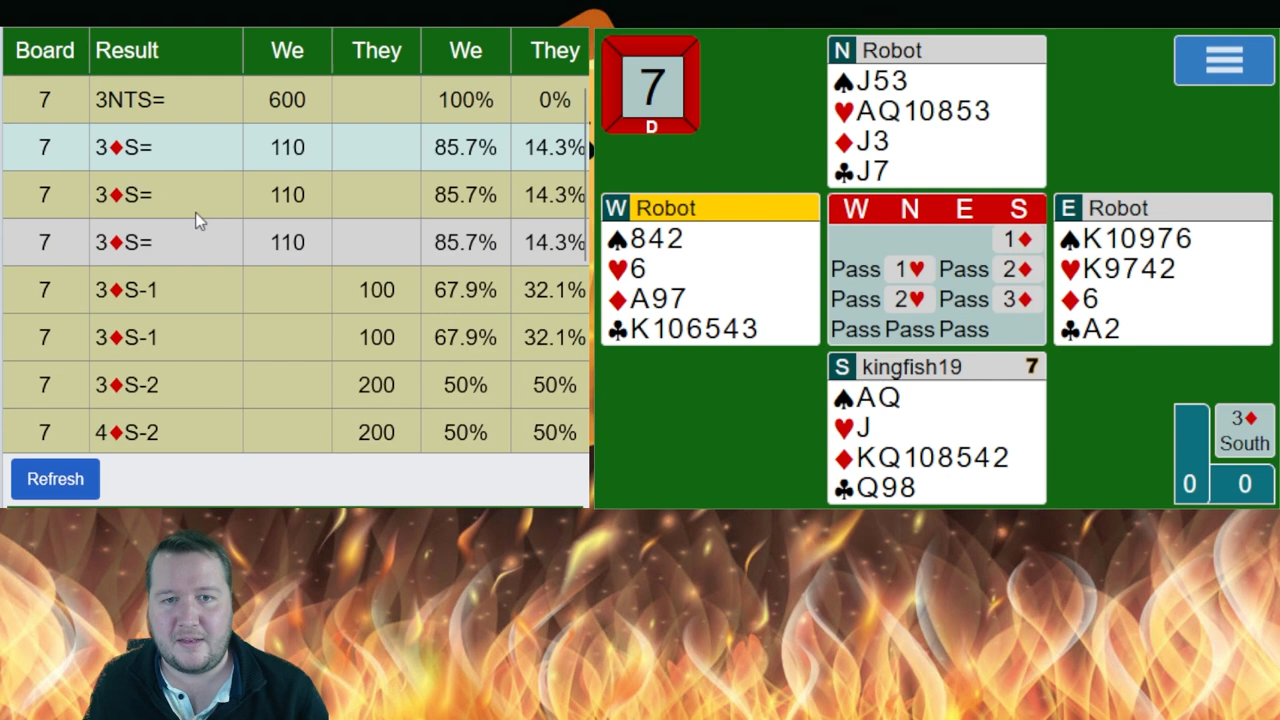 Board Result We They We They
7 3NTS= 600 100% 0%
7 3♦S= 110 85.7% 14.3%
7 3♦S= 110 85.7% 14.3%
7 3♦S= 110 85.7% 14.3%
7 3♦S-1 100 67.9% 32.1%
7 3♦S-1 100 67.9% 32.1%
7 3♦S-2 200 50% 50%
7 4♦S-2 200 50% 50%
Refresh
7
D
N Robot
♠J53
♥AQ10853
♦J3
♣J7
W Robot
♠842
♥6
♦A97
♣K106543
W N E S
1♦
Pass 1♥ Pass 2♦
Pass 2♥ Pass 3♦
Pass Pass Pass
E Robot
♠K10976
♥K9742
♦6
♣A2
S kingfish19 7
♠AQ
♥J
♦KQ108542
♣Q98
3♦
South
0 0